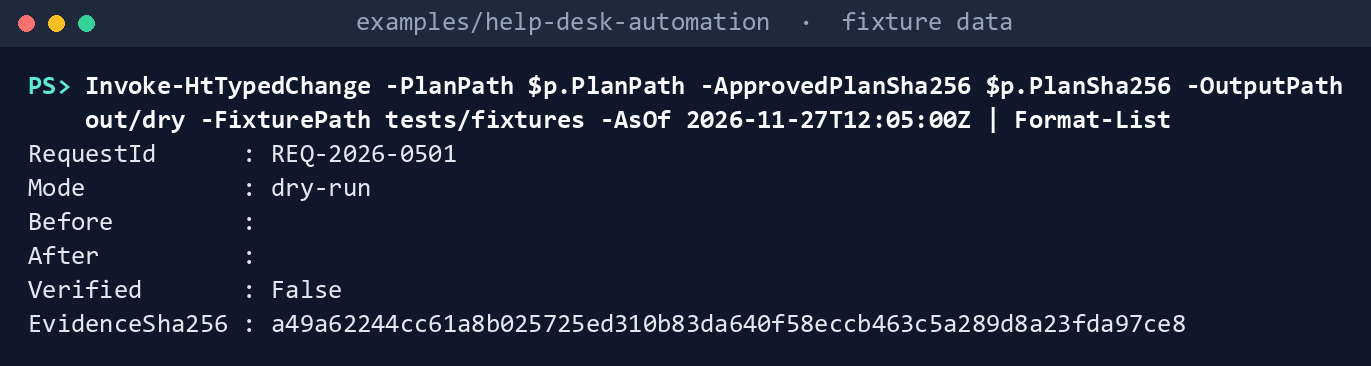 examples/help-desk-automation · fixture data
PS> Invoke-HtTypedChange -PlanPath $p.PlanPath -ApprovedPlanSha256 $p.PlanSha256 -OutputPath
out/dry -FixturePath tests/fixtures -AsOf 2026-11-27T12:05:00Z | Format-List
RequestId : REQ-2026-0501
Mode : dry-run
Before :
After :
Verified : False
EvidenceSha256 : a49a62244cc61a8b025725ed310b83da640f58eccb463c5a289d8a23fda97ce8